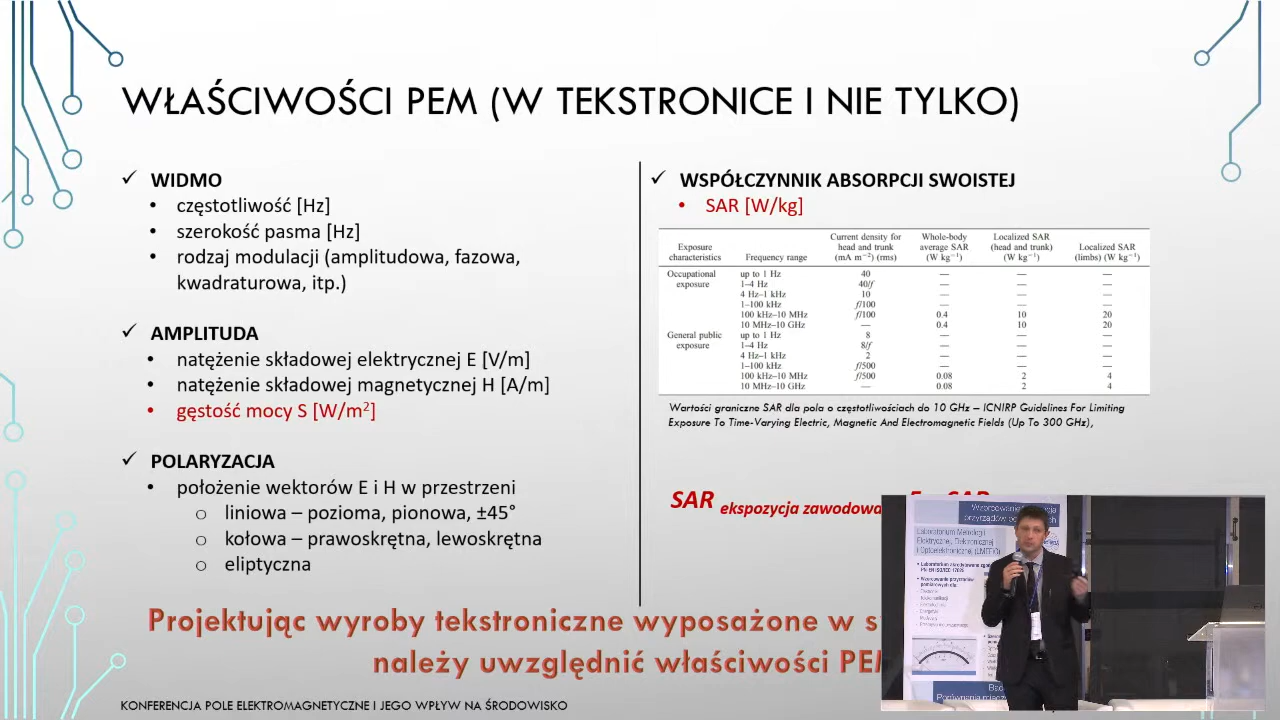 WŁAŚCIWOŚCI PEM (W TEKSTRONICE I NIE TYLKO)
✓ WIDMO
• częstotliwość [Hz]
• szerokość pasma [Hz]
• rodzaj modulacji (amplitudowa, fazowa,
kwadraturowa, itp.)
✓ AMPLITUDA
• natężenie składowej elektrycznej E [V/m]
• natężenie składowej magnetycznej H [A/m]
• gęstość mocy S [W/m²]
✓ POLARYZACJA
• położenie wektorów E i H w przestrzeni
o liniowa – pozioma, pionowa, ±45°
o kołowa – prawoskrętna, lewoskrętna
o eliptyczna
✓ WSPÓŁCZYNNIK ABSORPCJI SWOISTEJ
• SAR [W/kg]
Exposure characteristics Frequency range Current density for head and trunk (mA m⁻²) (rms) Whole-body average SAR (W kg⁻¹) Localized SAR (head and trunk) (W kg⁻¹) Localized SAR (limbs) (W kg⁻¹)
Occupational exposure up to 1 Hz 40 — — —
1–4 Hz 40/f — — —
4 Hz–1 kHz 10 — — —
1–100 kHz f/100 — — —
100 kHz–10 MHz f/100 0.4 10 20
10 MHz–10 GHz — 0.4 10 20
General public exposure up to 1 Hz 8 — — —
1–4 Hz 8/f — — —
4 Hz–1 kHz 2 — — —
1–100 kHz f/500 — — —
100 kHz–10 MHz f/500 0.08 2 4
10 MHz–10 GHz — 0.08 2 4
Wartości graniczne SAR dla pola o częstotliwościach do 10 GHz – ICNIRP Guidelines For Limiting
Exposure To Time-Varying Electric, Magnetic And Electromagnetic Fields (Up To 300 GHz),
SAR ekspozycja zawodowa
Projektując wyroby tekstroniczne wyposażone w
należy uwzględnić właściwości PEM
KONFERENCJA POLE ELEKTROMAGNETYCZNE I JEGO WPŁYW NA ŚRODOWISKO
Laboratorium Metrologii
Elektrycznej, Elektronicznej
i Optoelektronicznej (LMEEiO)